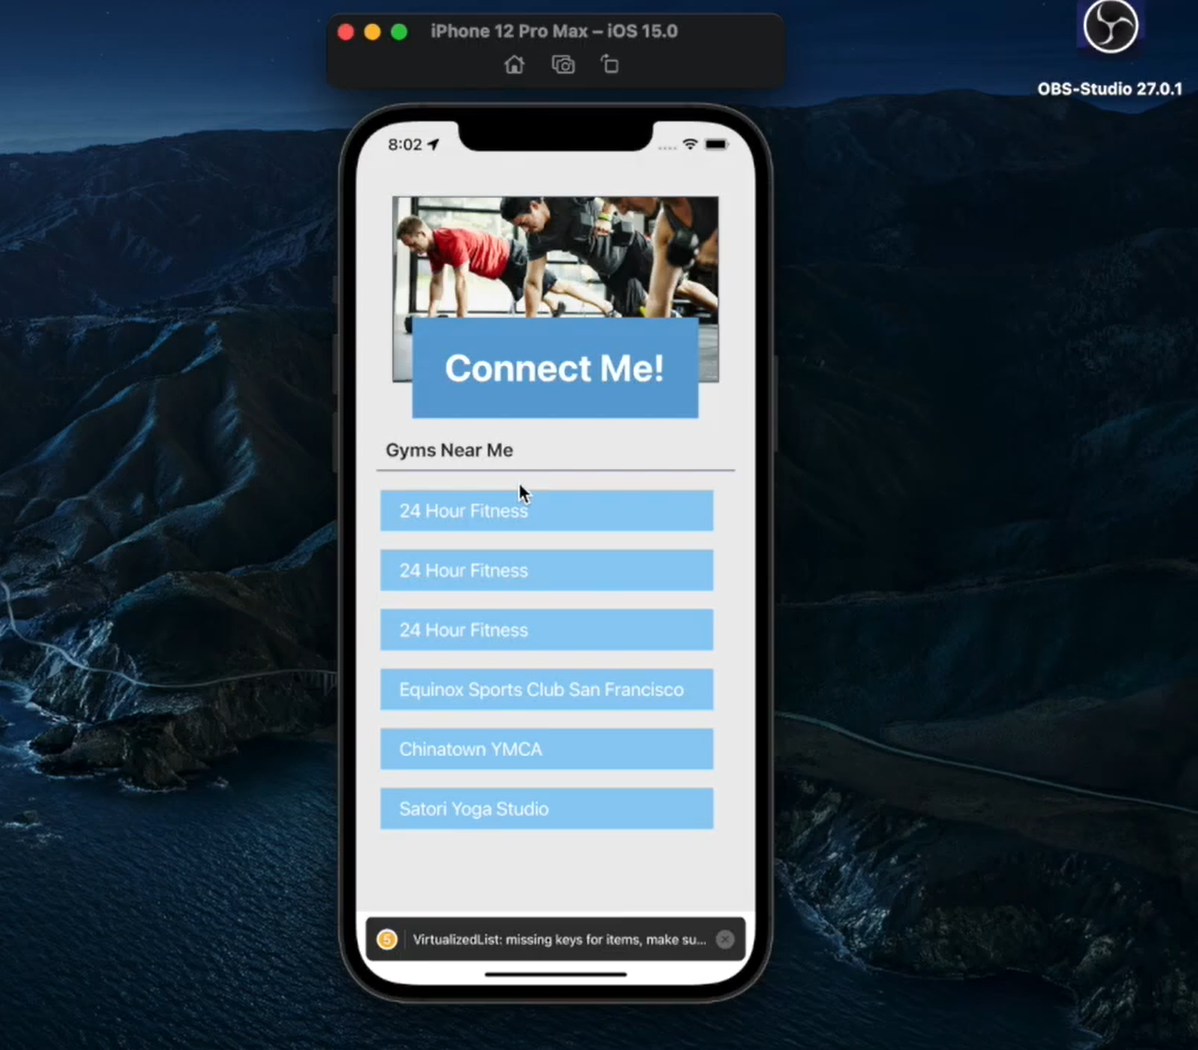 iPhone 12 Pro Max – iOS 15.0
OBS-Studio 27.0.1
8:02
Connect Me!
Gyms Near Me
24 Hour Fitness
24 Hour Fitness
24 Hour Fitness
Equinox Sports Club San Francisco
Chinatown YMCA
Satori Yoga Studio
5 VirtualizedList: missing keys for items, make su...